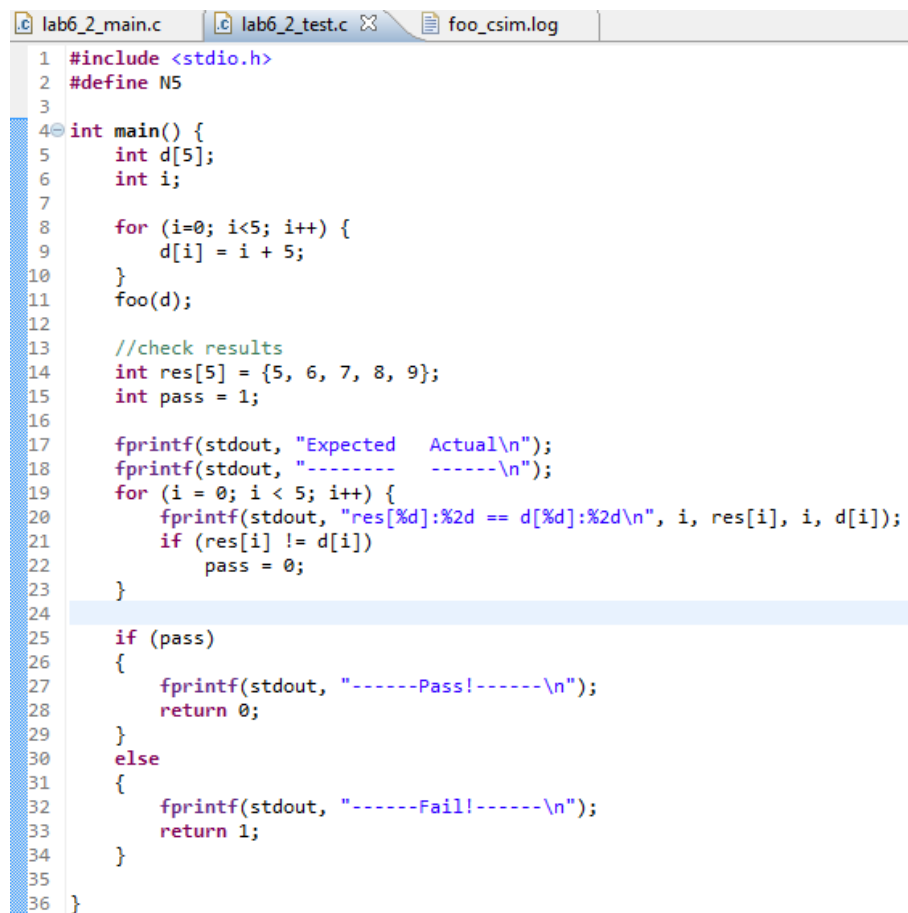 lab6_2_main.c lab6_2_test.c foo_csim.log
1 #include <stdio.h>
2 #define N5
3
4 int main() {
5     int d[5];
6     int i;
7
8     for (i=0; i<5; i++) {
9         d[i] = i + 5;
10     }
11     foo(d);
12
13     //check results
14     int res[5] = {5, 6, 7, 8, 9};
15     int pass = 1;
16
17     fprintf(stdout, "Expected   Actual\n");
18     fprintf(stdout, "--------   ------\n");
19     for (i = 0; i < 5; i++) {
20         fprintf(stdout, "res[%d]:%2d == d[%d]:%2d\n", i, res[i], i, d[i]);
21         if (res[i] != d[i])
22             pass = 0;
23     }
24
25     if (pass)
26     {
27         fprintf(stdout, "------Pass!------\n");
28         return 0;
29     }
30     else
31     {
32         fprintf(stdout, "------Fail!------\n");
33         return 1;
34     }
35
36 }